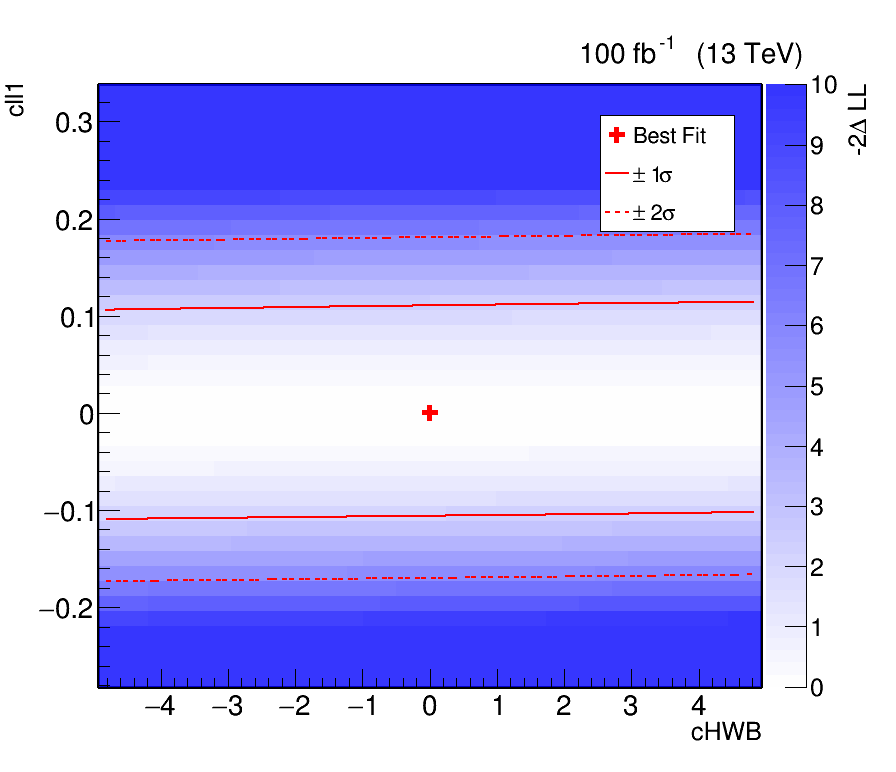 100 fb⁻¹ (13 TeV)
cll1
-2Δ LL
Best Fit
± 1σ
± 2σ
0.3
0.2
0.1
0
−0.1
−0.2
10
9
8
7
6
5
4
3
2
1
0
−4 −3 −2 −1 0 1 2 3 4
cHWB